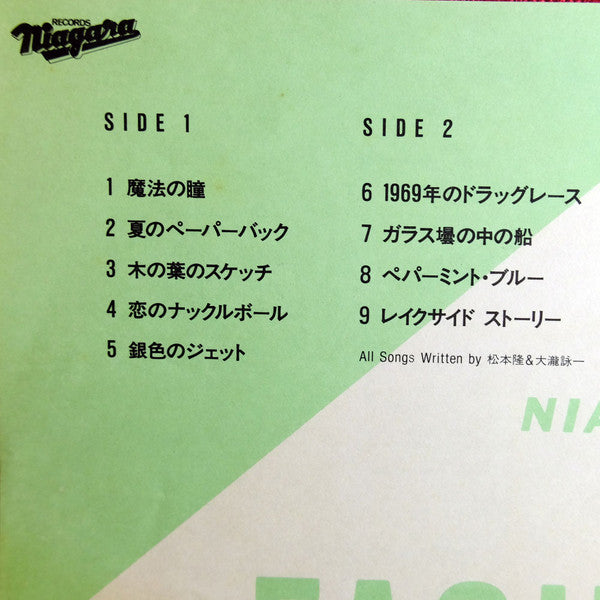 RECORDS
Niagara
SIDE 1
1 魔法の瞳
2 夏のペーパーバック
3 木の葉のスケッチ
4 恋のナックルボール
5 銀色のジェット
SIDE 2
6 1969年のドラッグレース
7 ガラス壜の中の船
8 ペパーミント・ブルー
9 レイクサイド ストーリー
All Songs Written by 松本隆&大瀧詠一
NIA
EACH